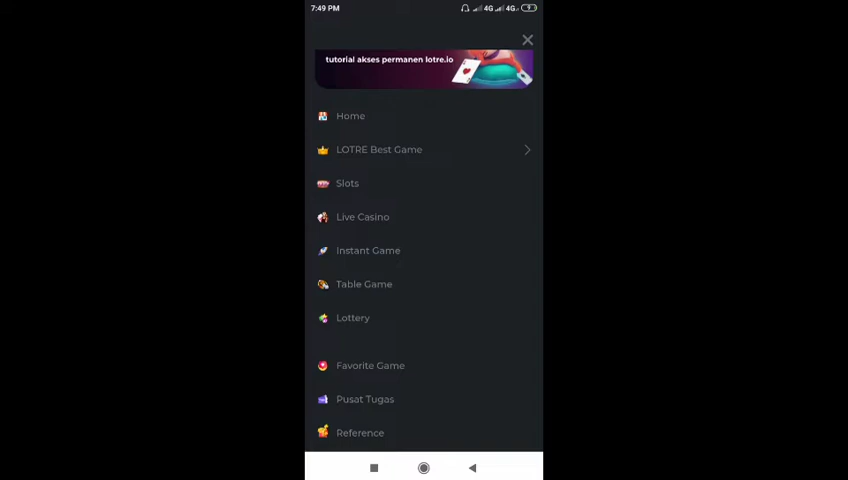 7:49 PM 4G 4G
tutorial akses permanen lotre.io
Home
LOTRE Best Game
Slots
Live Casino
Instant Game
Table Game
Lottery
Favorite Game
Pusat Tugas
Reference